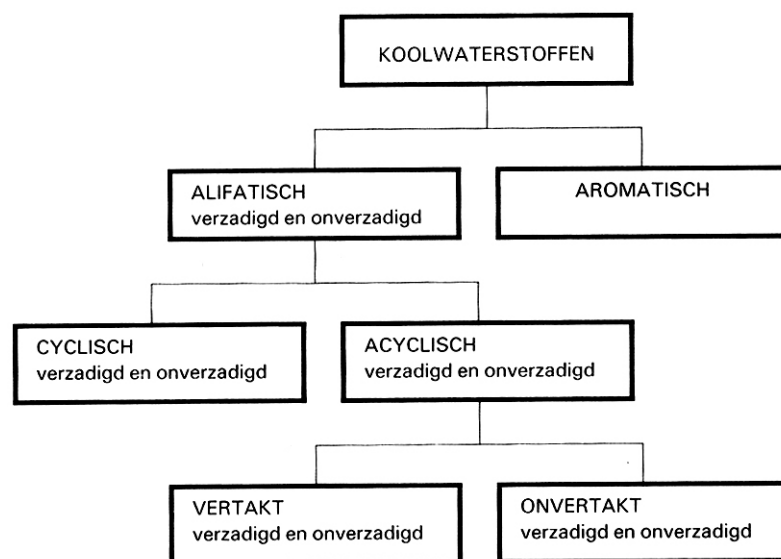 KOOLWATERSTOFFEN
ALIFATISCH
verzadigd en onverzadigd
AROMATISCH
CYCLISCH
verzadigd en onverzadigd
ACYCLISCH
verzadigd en onverzadigd
VERTAKT
verzadigd en onverzadigd
ONVERTAKT
verzadigd en onverzadigd